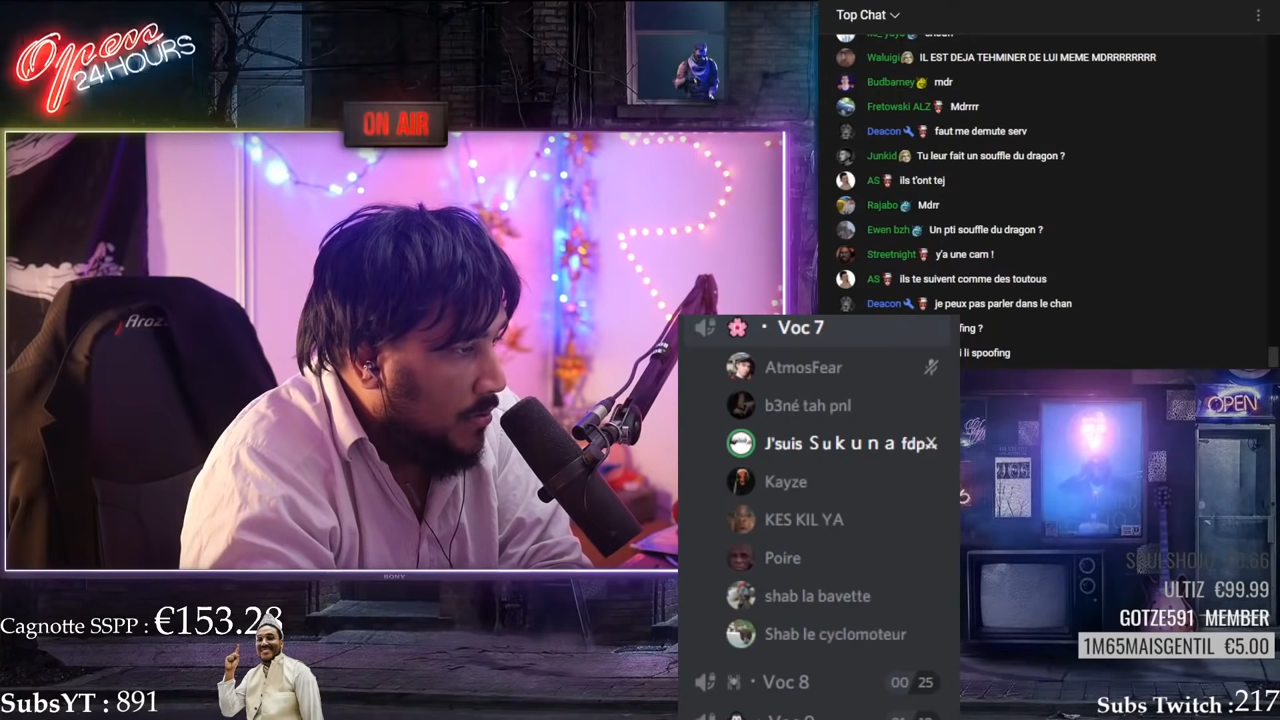 Open
24 HOURS
ON AIR
Aroz
SONY
Cagnotte SSPP : €153.28
SubsYT : 891
Top Chat
Waluigi IL EST DEJA TEHMINER DE LUI MEME MDRRRRRRRR
Budbarney mdr
Fretowski ALZ Mdrrrr
Deacon faut me demute serv
Junkid Tu leur fait un souffle du dragon ?
AS ils t'ont tej
Rajabo Mdrr
Ewen bzh Un pti souffle du dragon ?
Streetnight y'a une cam !
AS ils te suivent comme des toutous
Deacon je peux pas parler dans le chan
fing ?
i li spoofing
· Voc 7
AtmosFear
b3né tah pnl
J'suis S u k u n a fdp
Kayze
KES KIL YA
Poire
shab la bavette
Shab le cyclomoteur
· Voc 8 00 25
OPEN
ULTIZ €99.99
GOTZE591 MEMBER
1M65MAISGENTIL €5.00
Subs Twitch :217